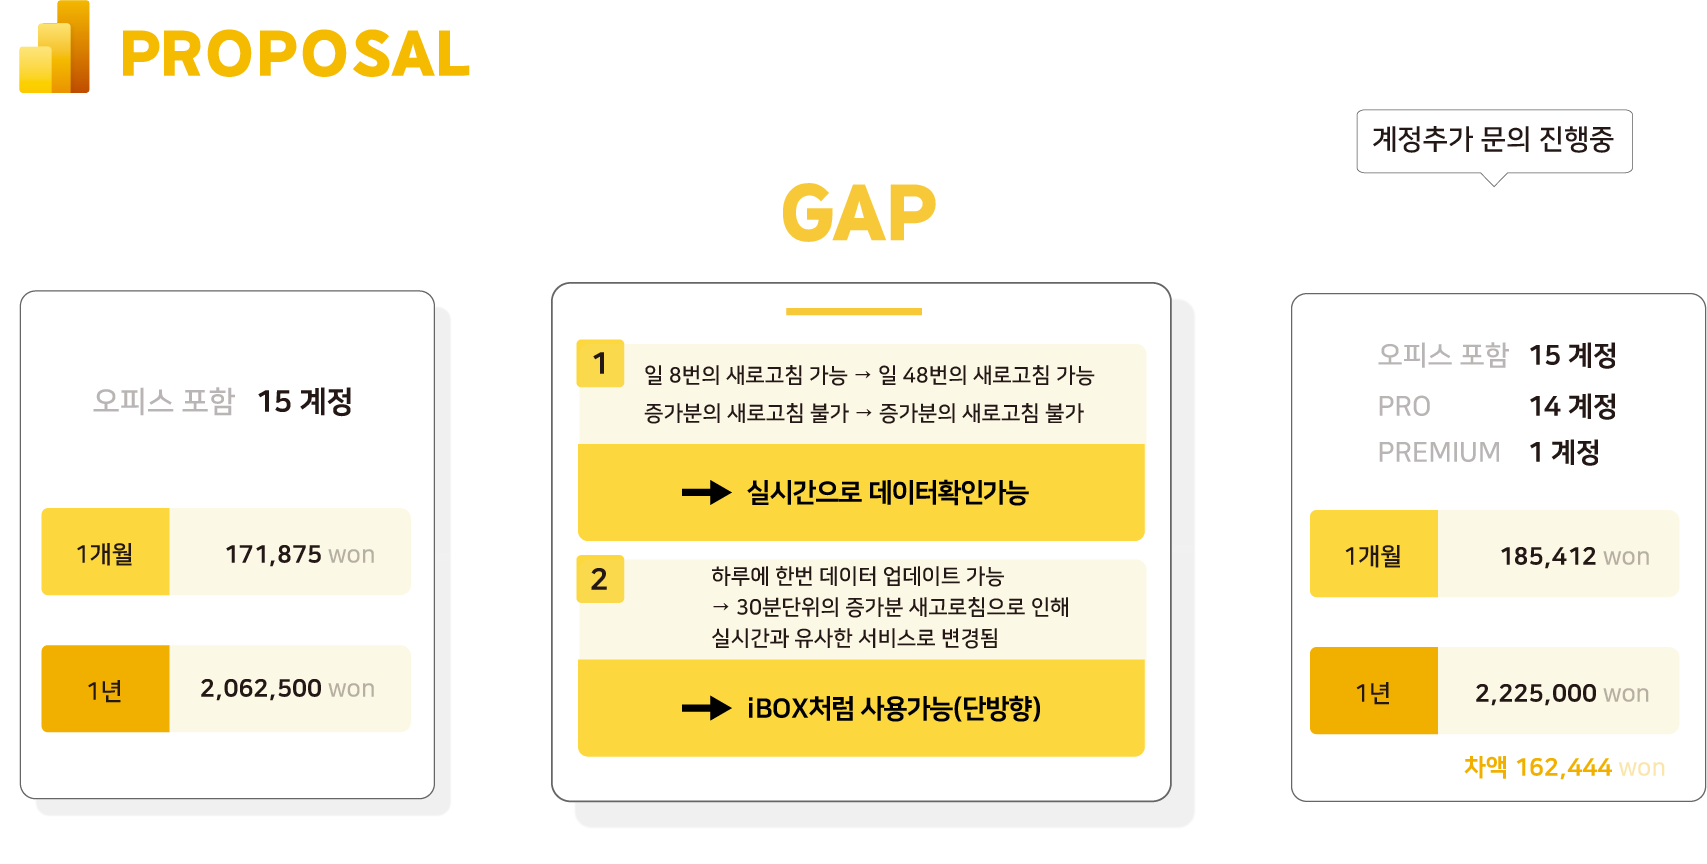 PROPOSAL
계정추가 문의 진행중
GAP
오피스 포함 15 계정
1개월 171,875 won
1년 2,062,500 won
1
일 8번의 새로고침 가능 → 일 48번의 새로고침 가능
증가분의 새로고침 불가 → 증가분의 새로고침 불가
실시간으로 데이터확인가능
2
하루에 한번 데이터 업데이트 가능
→ 30분단위의 증가분 새고로침으로 인해
실시간과 유사한 서비스로 변경됨
iBOX처럼 사용가능(단방향)
오피스 포함 15 계정
PRO 14 계정
PREMIUM 1 계정
1개월 185,412 won
1년 2,225,000 won
차액 162,444 won